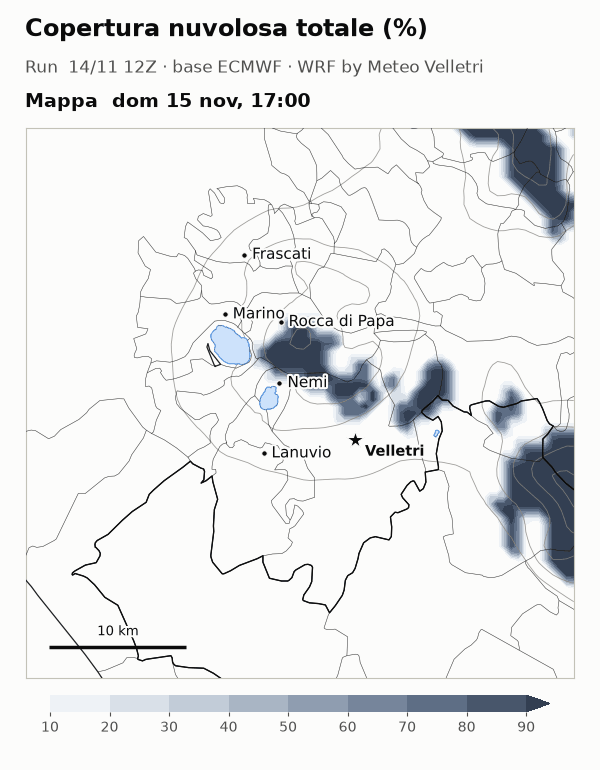 Copertura nuvolosa totale (%)
Run  14/11 12Z · base ECMWF · WRF by Meteo Velletri
Mappa  dom 15 nov, 17:00
Frascati
Marino
Rocca di Papa
Nemi
Velletri
Lanuvio
10 km
10 20 30 40 50 60 70 80 90